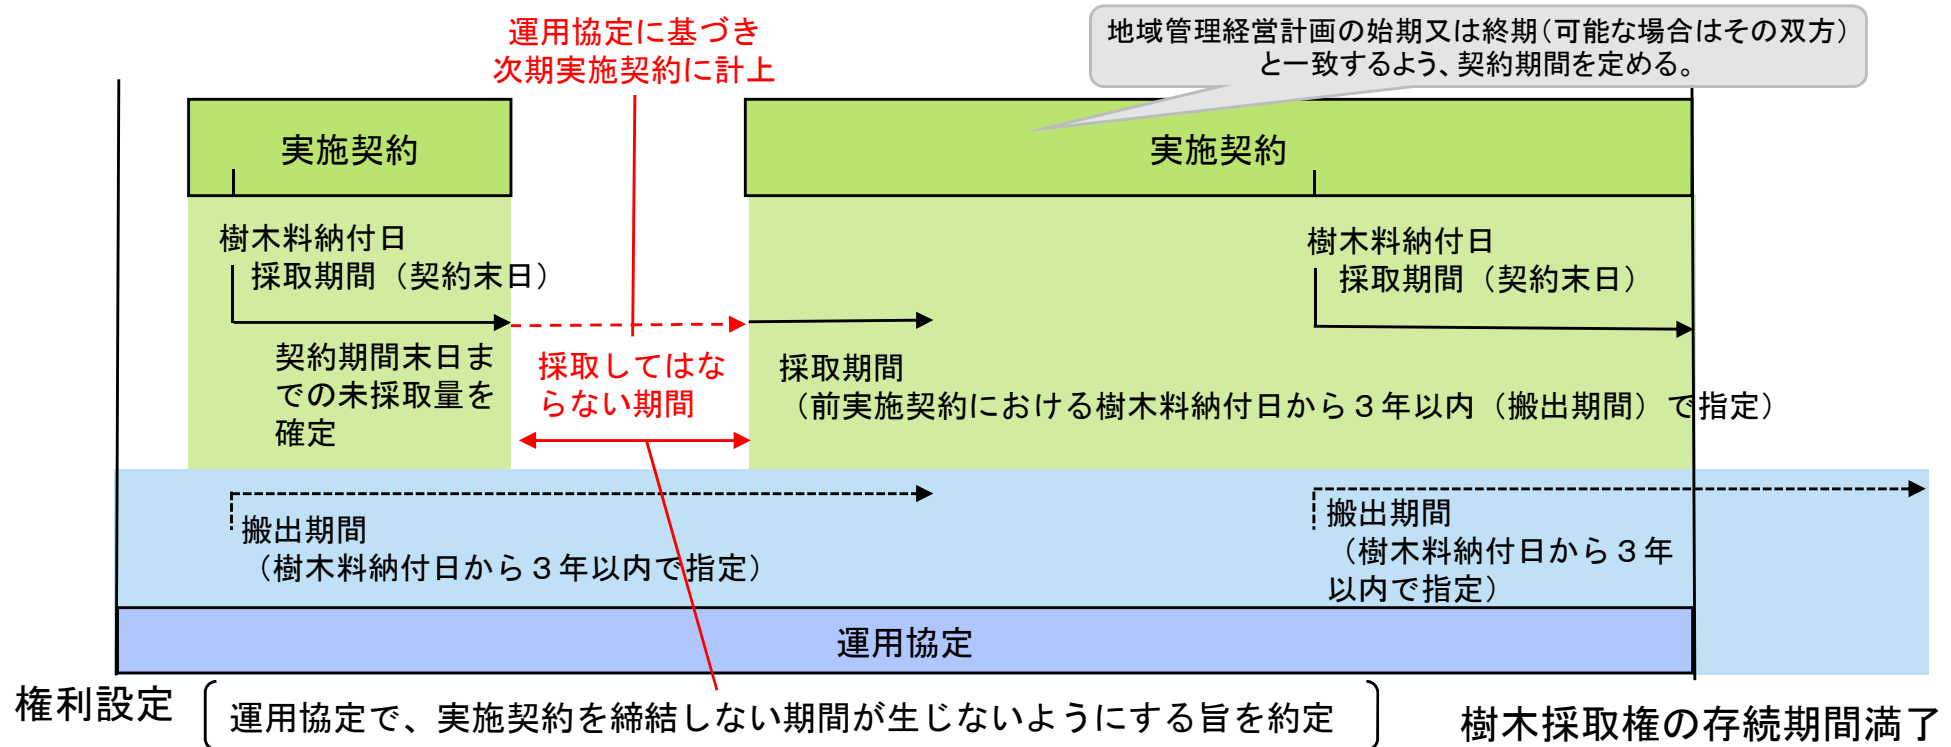 運用協定に基づき
次期実施契約に計上
地域管理経営計画の始期又は終期（可能な場合はその双方）
と一致するよう、契約期間を定める。
実施契約
実施契約
樹木料納付日
採取期間（契約末日）
樹木料納付日
採取期間（契約末日）
契約期間末日ま
での未採取量を
確定
採取してはな
らない期間
採取期間
（前実施契約における樹木料納付日から３年以内（搬出期間）で指定）
搬出期間
（樹木料納付日から３年以内で指定）
搬出期間
（樹木料納付日から３年
以内で指定）
運用協定
権利設定
運用協定で、実施契約を締結しない期間が生じないようにする旨を約定
樹木採取権の存続期間満了